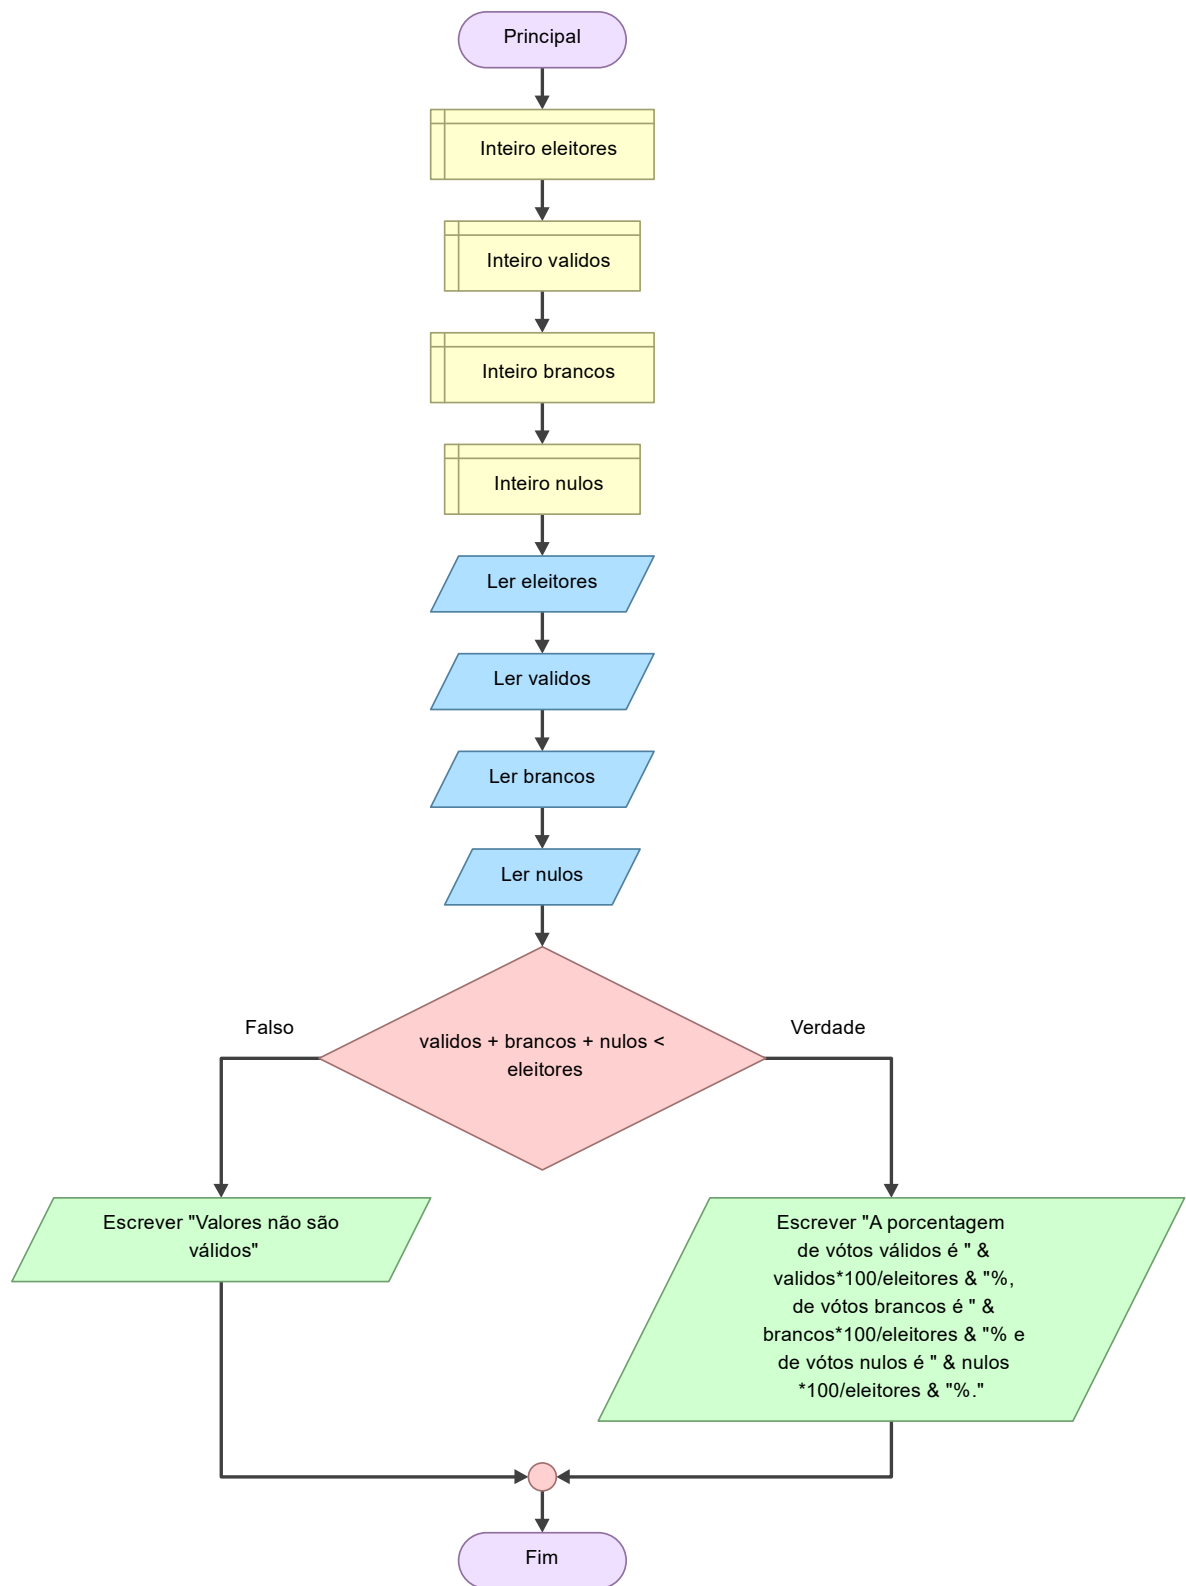 Principal
Inteiro eleitores
Inteiro validos
Inteiro brancos
Inteiro nulos
Ler eleitores
Ler validos
Ler brancos
Ler nulos
validos + brancos + nulos <
eleitores
Falso
Verdade
Escrever "Valores não são
válidos"
Escrever "A porcentagem
de vótos válidos é " &
validos*100/eleitores & "%,
de vótos brancos é " &
brancos*100/eleitores & "% e
de vótos nulos é " & nulos
*100/eleitores & "%."
Fim